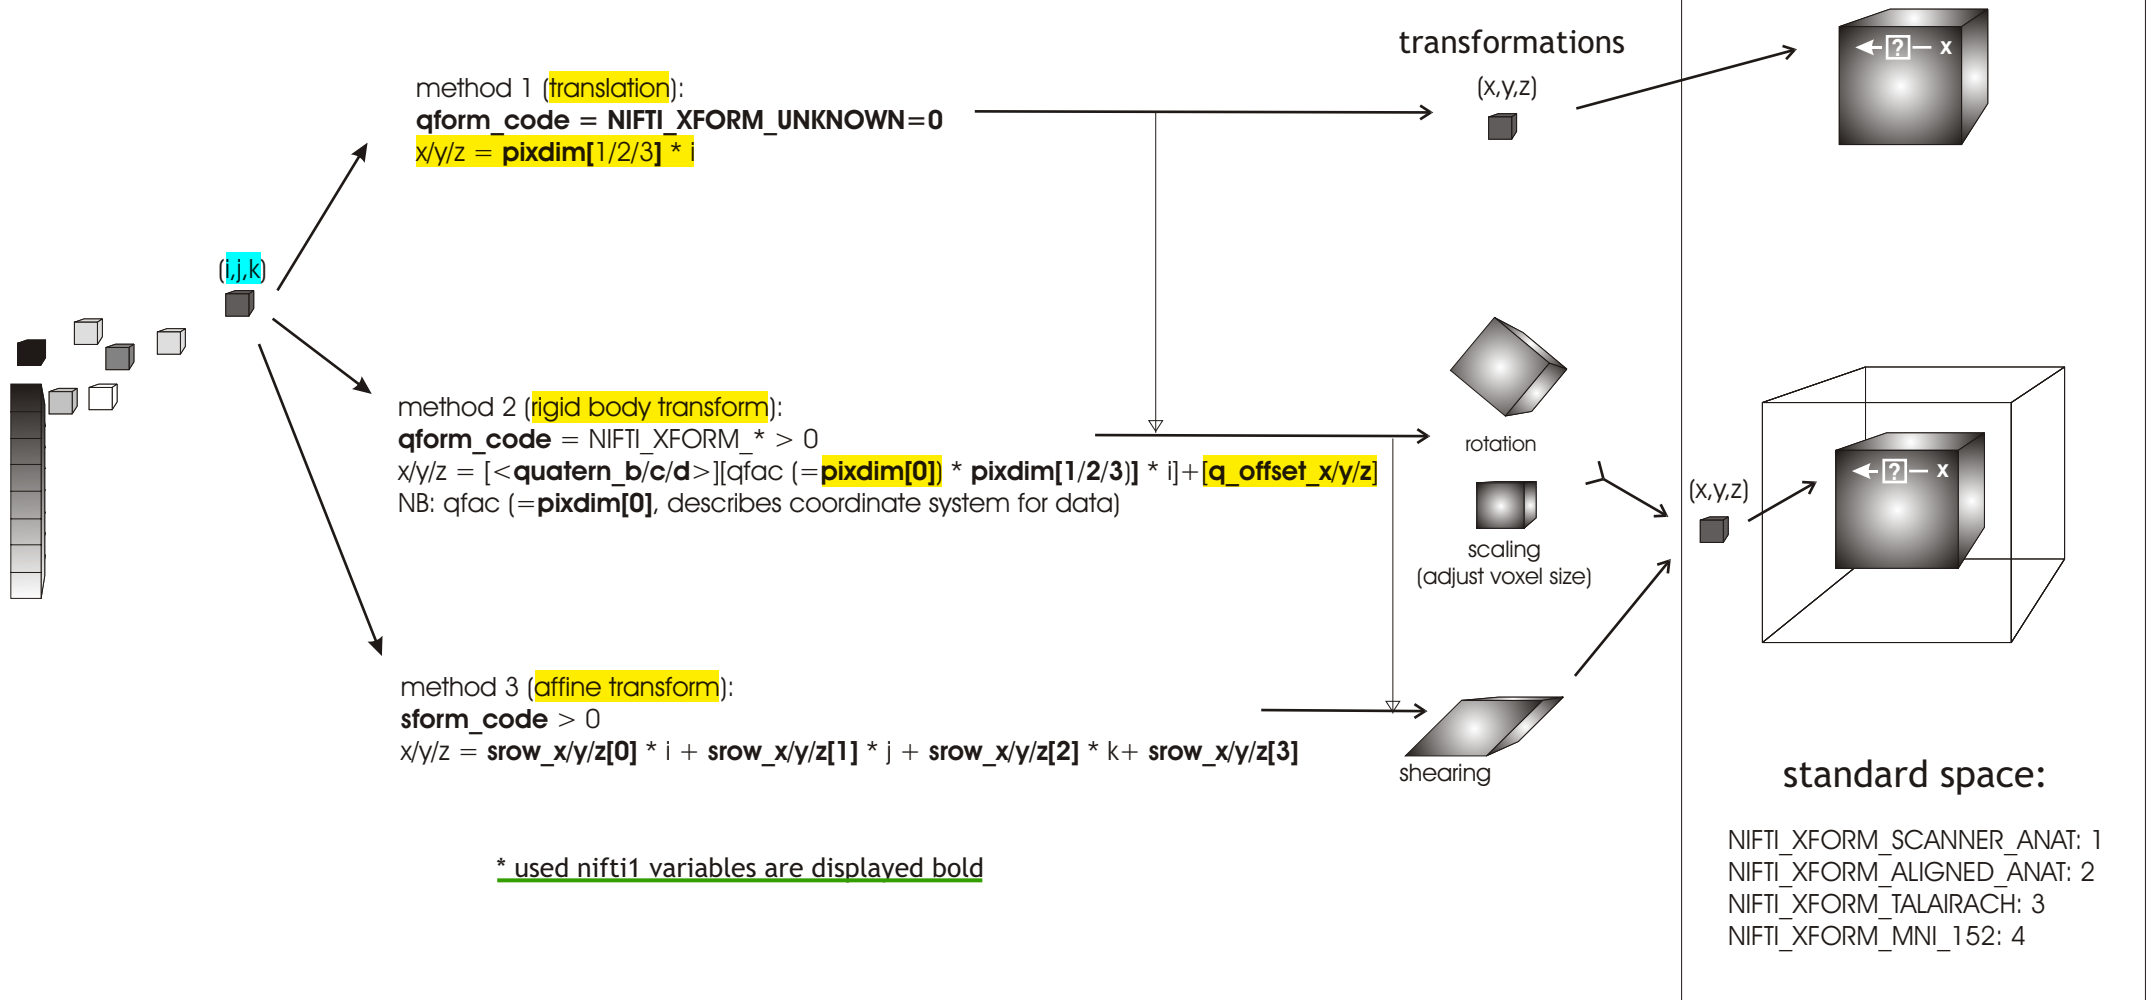 transformations
(x,y,z)
← ? — x
method 1 (translation):
qform_code = NIFTI_XFORM_UNKNOWN=0
x/y/z = pixdim[1/2/3] * i
(i,j,k)
method 2 (rigid body transform):
qform_code = NIFTI_XFORM_* > 0
x/y/z = [<quatern_b/c/d>][qfac (=pixdim[0]) * pixdim[1/2/3)] * i]+[q_offset_x/y/z]
NB: qfac (=pixdim[0], describes coordinate system for data)
rotation
scaling
(adjust voxel size)
(x,y,z)
← ? — x
method 3 (affine transform):
sform_code > 0
x/y/z = srow_x/y/z[0] * i + srow_x/y/z[1] * j + srow_x/y/z[2] * k+ srow_x/y/z[3]
shearing
* used nifti1 variables are displayed bold
standard space:
NIFTI_XFORM_SCANNER_ANAT: 1
NIFTI_XFORM_ALIGNED_ANAT: 2
NIFTI_XFORM_TALAIRACH: 3
NIFTI_XFORM_MNI_152: 4